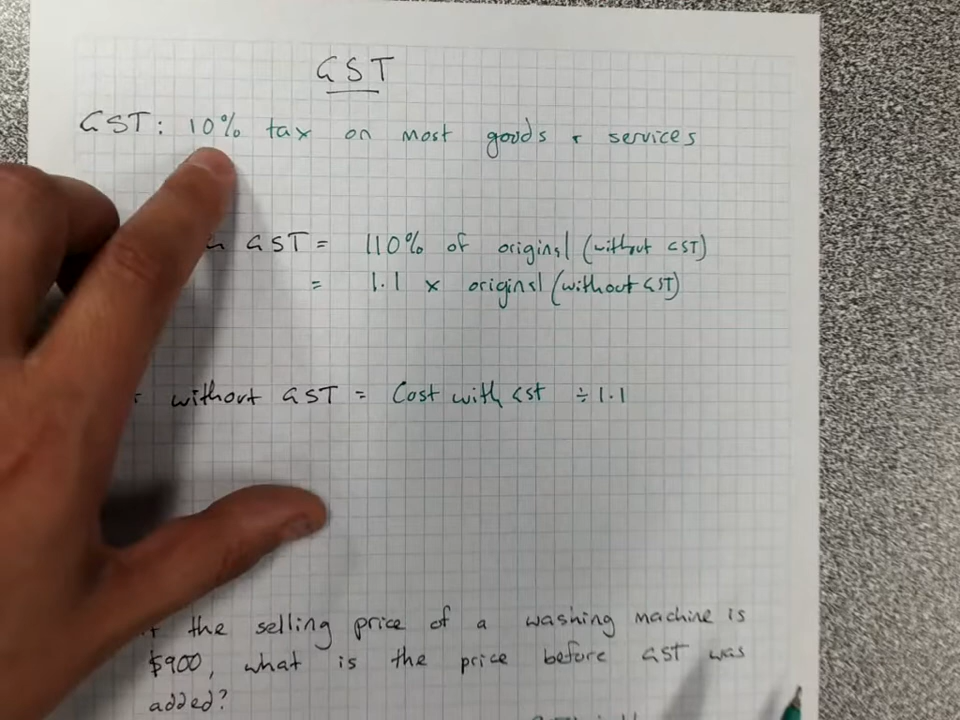 GST
GST: 10% tax on most goods + services
GST = 110% of original (without GST)
= 1.1 x original (without GST)
without GST = Cost with GST ÷ 1.1
the selling price of a washing machine is
$900, what is the price before GST was
added?